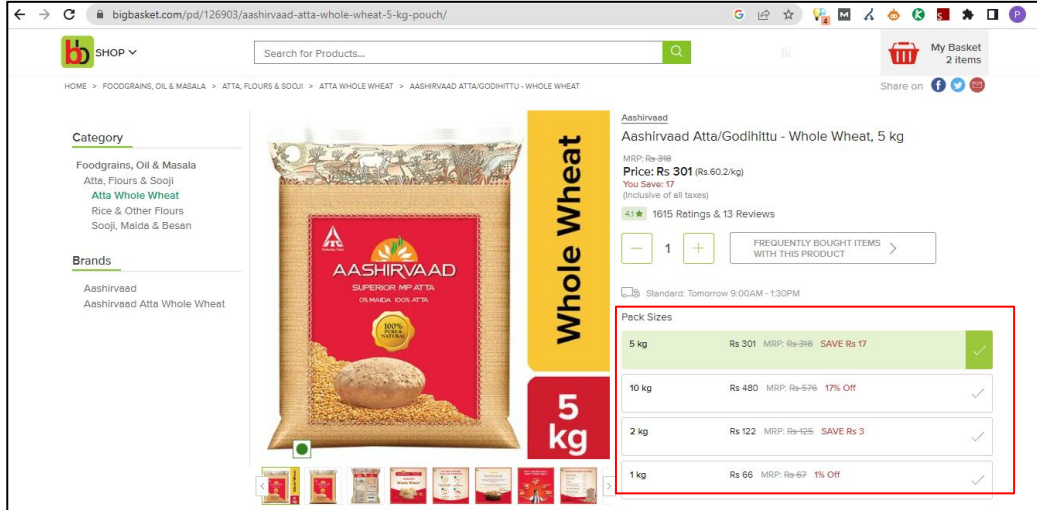 bigbasket.com/pd/126903/aashirvaad-atta-whole-wheat-5-kg-pouch/
bb SHOP
Search for Products...
My Basket
2 items
HOME > FOODGRAINS, OIL & MASALA > ATTA, FLOURS & SOOJI > ATTA WHOLE WHEAT > AASHIRVAAD ATTA/GODIHITTU - WHOLE WHEAT
Share on
Category
Foodgrains, Oil & Masala
Atta, Flours & Sooji
Atta Whole Wheat
Rice & Other Flours
Sooji, Maida & Besan
Brands
Aashirvaad
Aashirvaad Atta Whole Wheat
AASHIRVAAD
SUPERIOR MP ATTA
0% MAIDA 100% ATTA
100%
PURE &
NATURAL
Whole Wheat
5
kg
Aashirvaad
Aashirvaad Atta/Godihittu - Whole Wheat, 5 kg
MRP: Rs 318
Price: Rs 301 (Rs.60.2/kg)
You Save: 17
(Inclusive of all taxes)
4.1★ 1615 Ratings & 13 Reviews
1
FREQUENTLY BOUGHT ITEMS
WITH THIS PRODUCT
Standard: Tomorrow 9:00AM - 1:30PM
Pack Sizes
5 kg Rs 301 MRP: Rs 318 SAVE Rs 17
10 kg Rs 480 MRP: Rs 576 17% Off
2 kg Rs 122 MRP: Rs 125 SAVE Rs 3
1 kg Rs 66 MRP: Rs 67 1% Off